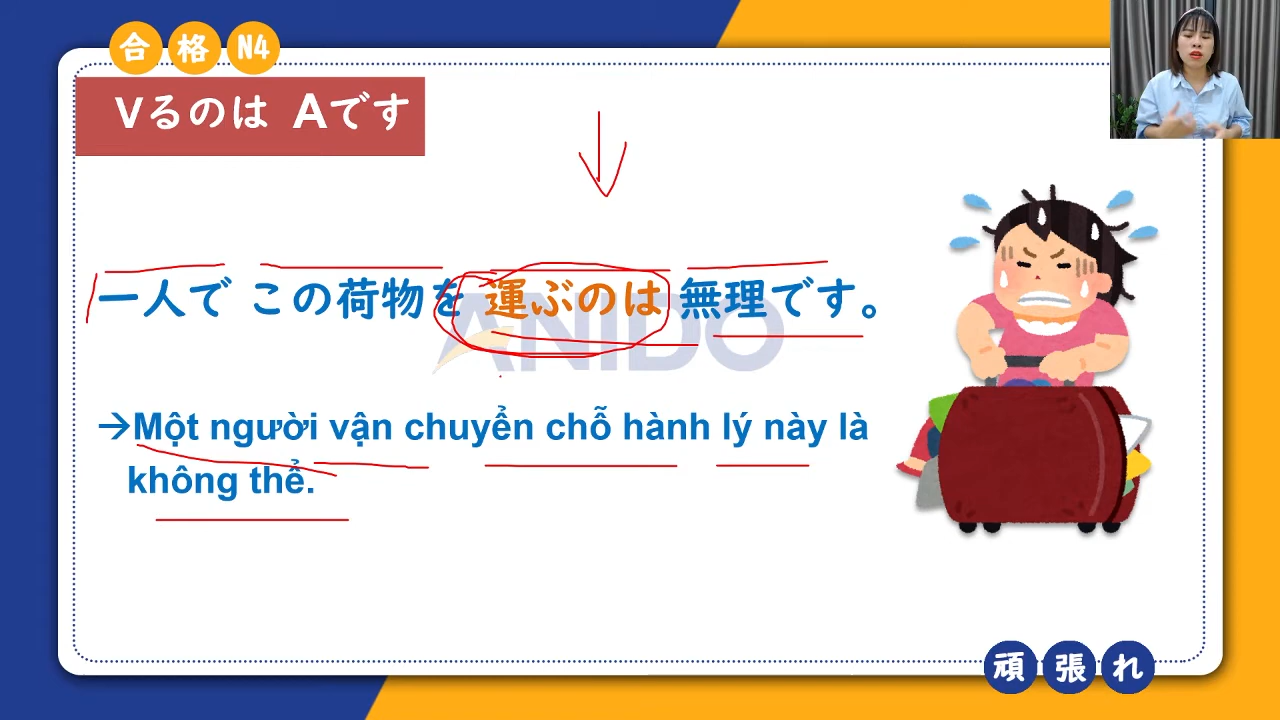 合格N4
Vるのは Aです
一人で この荷物を 運ぶのは 無理です。
ANIDO
→Một người vận chuyển chỗ hành lý này là
không thể.
頑張れ